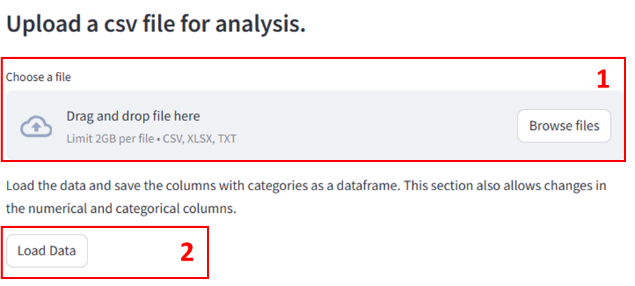 Upload a csv file for analysis.
Choose a file
1
Drag and drop file here
Limit 2GB per file • CSV, XLSX, TXT
Browse files
Load the data and save the columns with categories as a dataframe. This section also allows changes in
the numerical and categorical columns.
Load Data
2